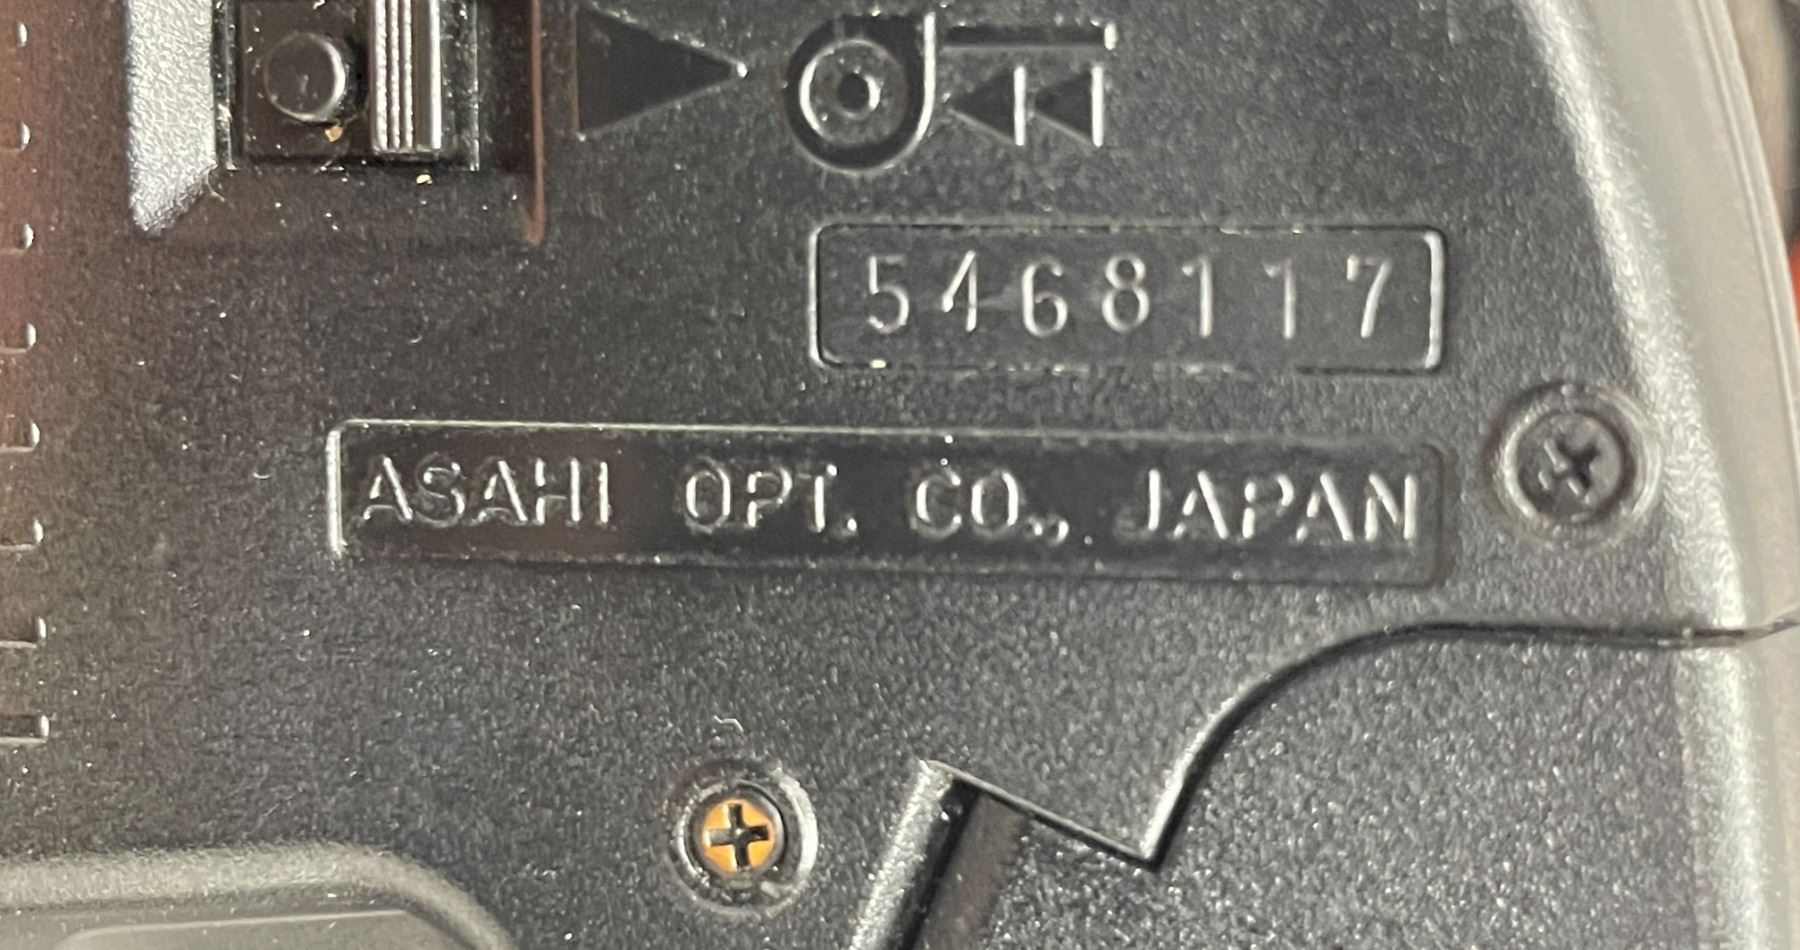 5468117
ASAHI OPT. CO., JAPAN